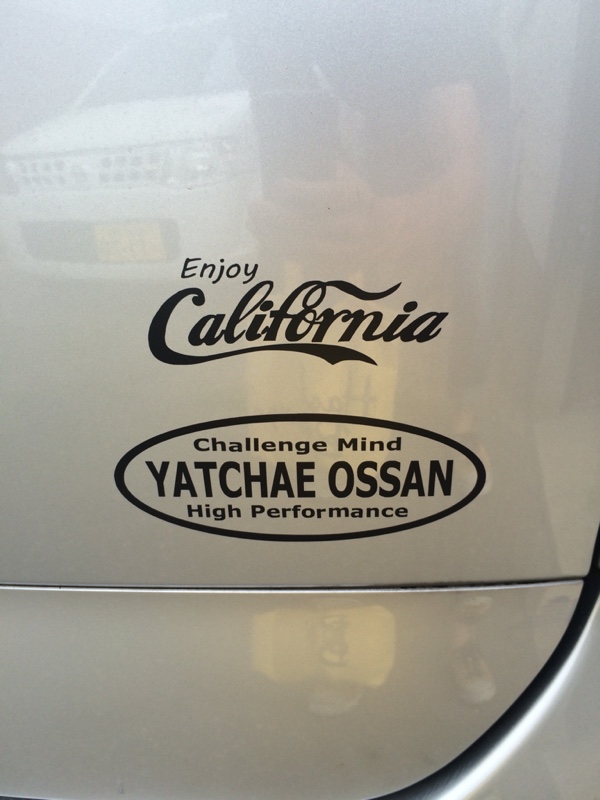 Enjoy
California
Challenge Mind
YATCHAE OSSAN
High Performance